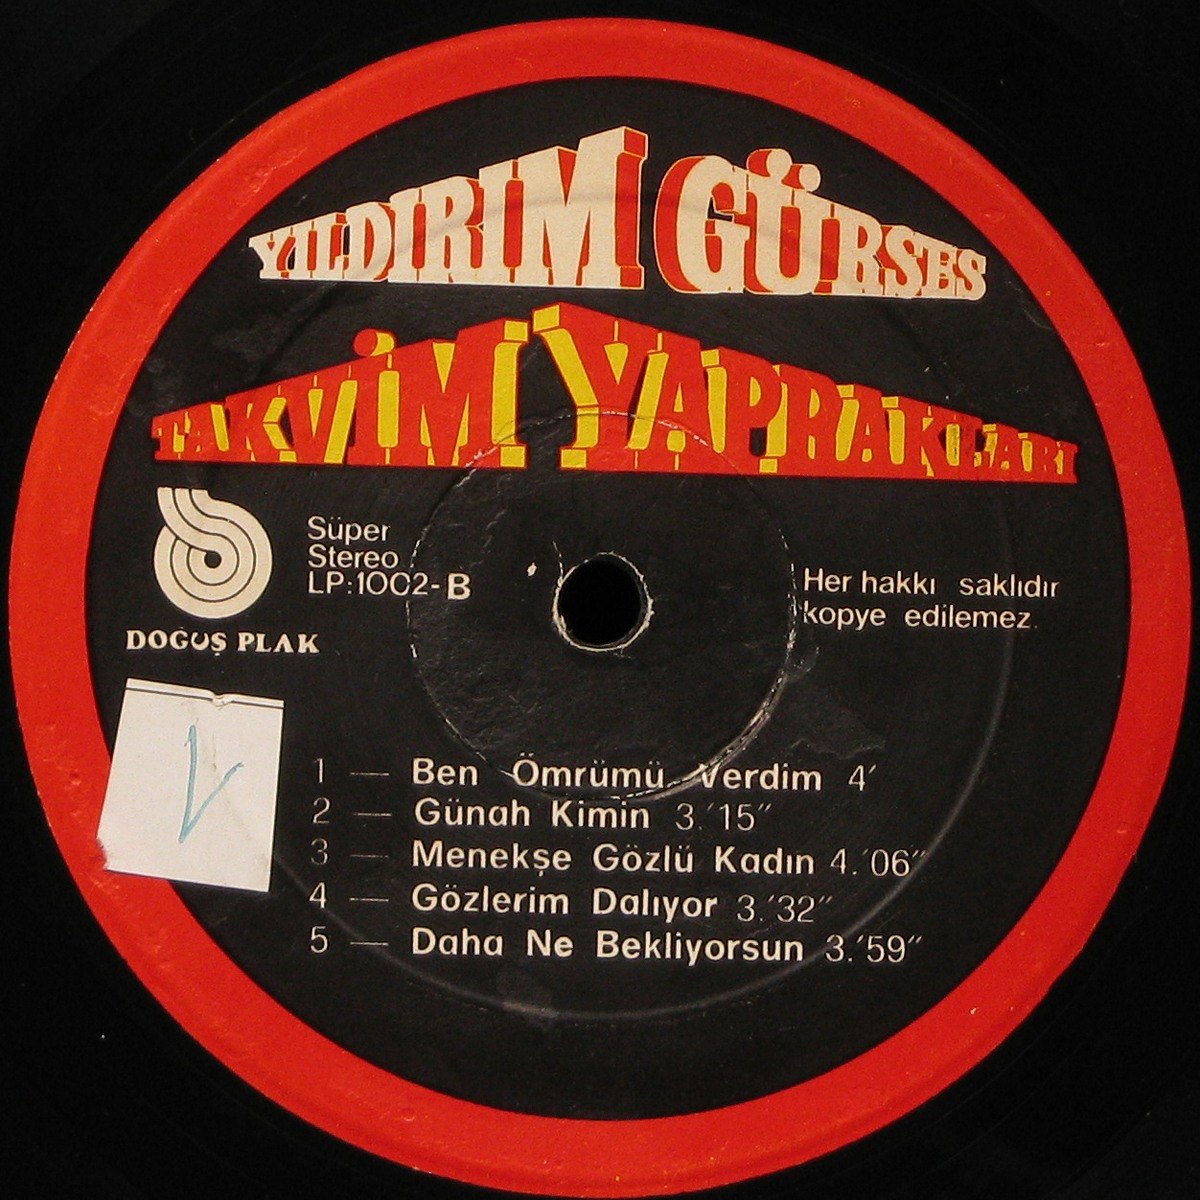 YILDIRIM GÜRSES
TAKVİM YAPRAKLARI
Süper
Stereo
LP:1002-B
DOĞUŞ PLAK
Her hakkı saklıdır
kopye edilemez.
1 — Ben Ömrümü Verdim 4'
2 — Günah Kimin 3.'15"
3 — Menekşe Gözlü Kadın 4.'06"
4 — Gözlerim Dalıyor 3.'32"
5 — Daha Ne Bekliyorsun 3.'59"